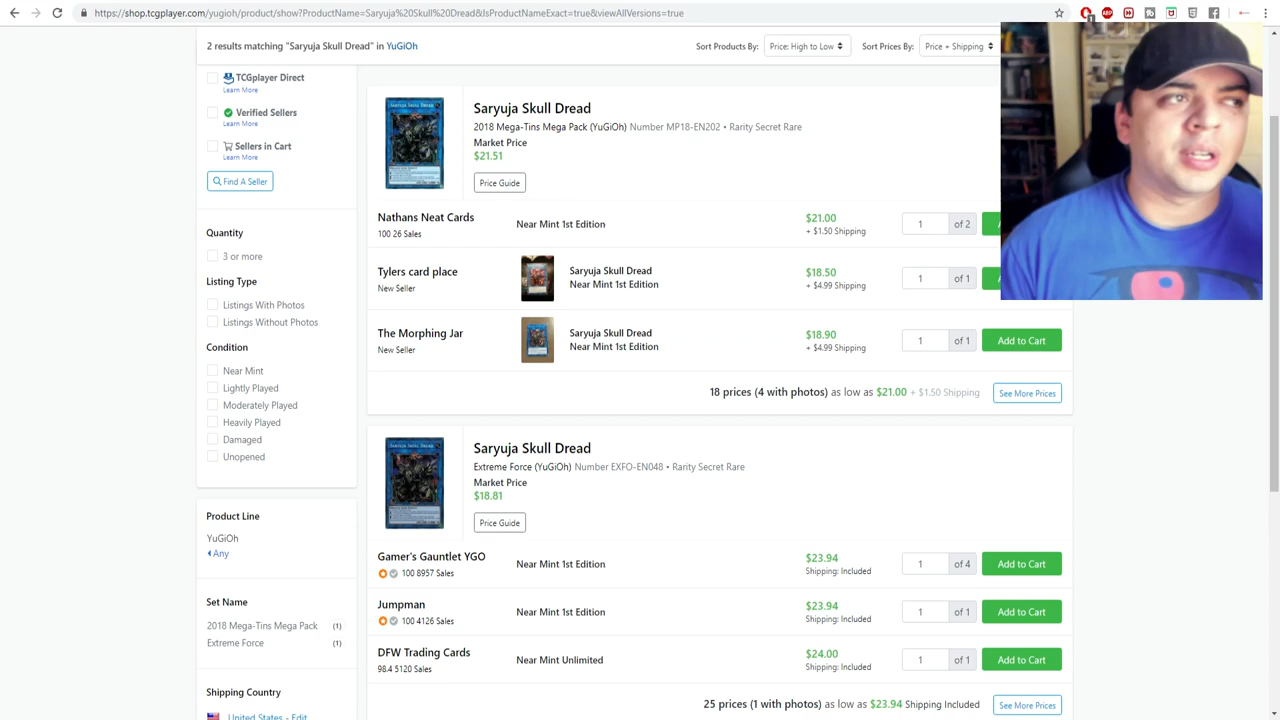 https://shop.tcgplayer.com/yugioh/product/show?ProductName=Saryuja%20Skull%20Dread&IsProductNameExact=true&viewAllVersions=true
2 results matching "Saryuja Skull Dread" in YuGiOh
Sort Products By: Price: High to Low
Sort Prices By: Price + Shipping
TCGplayer Direct
Learn More
Verified Sellers
Learn More
Sellers in Cart
Learn More
Find A Seller
Quantity
3 or more
Listing Type
Listings With Photos
Listings Without Photos
Condition
Near Mint
Lightly Played
Moderately Played
Heavily Played
Damaged
Unopened
Product Line
YuGiOh
Any
Set Name
2018 Mega-Tins Mega Pack (1)
Extreme Force (1)
Shipping Country
United States - Edit
Saryuja Skull Dread
2018 Mega-Tins Mega Pack (YuGiOh) Number MP18-EN202 • Rarity Secret Rare
Market Price
$21.51
Price Guide
Nathans Neat Cards
100 26 Sales
Near Mint 1st Edition
$21.00
+ $1.50 Shipping
1 of 2
Tylers card place
New Seller
Saryuja Skull Dread
Near Mint 1st Edition
$18.50
+ $4.99 Shipping
1 of 1
The Morphing Jar
New Seller
Saryuja Skull Dread
Near Mint 1st Edition
$18.90
+ $4.99 Shipping
1 of 1
Add to Cart
18 prices (4 with photos) as low as $21.00 + $1.50 Shipping
See More Prices
Saryuja Skull Dread
Extreme Force (YuGiOh) Number EXFO-EN048 • Rarity Secret Rare
Market Price
$18.81
Price Guide
Gamer's Gauntlet YGO
100 8957 Sales
Near Mint 1st Edition
$23.94
Shipping: Included
1 of 4
Add to Cart
Jumpman
100 4126 Sales
Near Mint 1st Edition
$23.94
Shipping: Included
1 of 1
Add to Cart
DFW Trading Cards
98.4 5120 Sales
Near Mint Unlimited
$24.00
Shipping: Included
1 of 1
Add to Cart
25 prices (1 with photos) as low as $23.94 Shipping Included
See More Prices